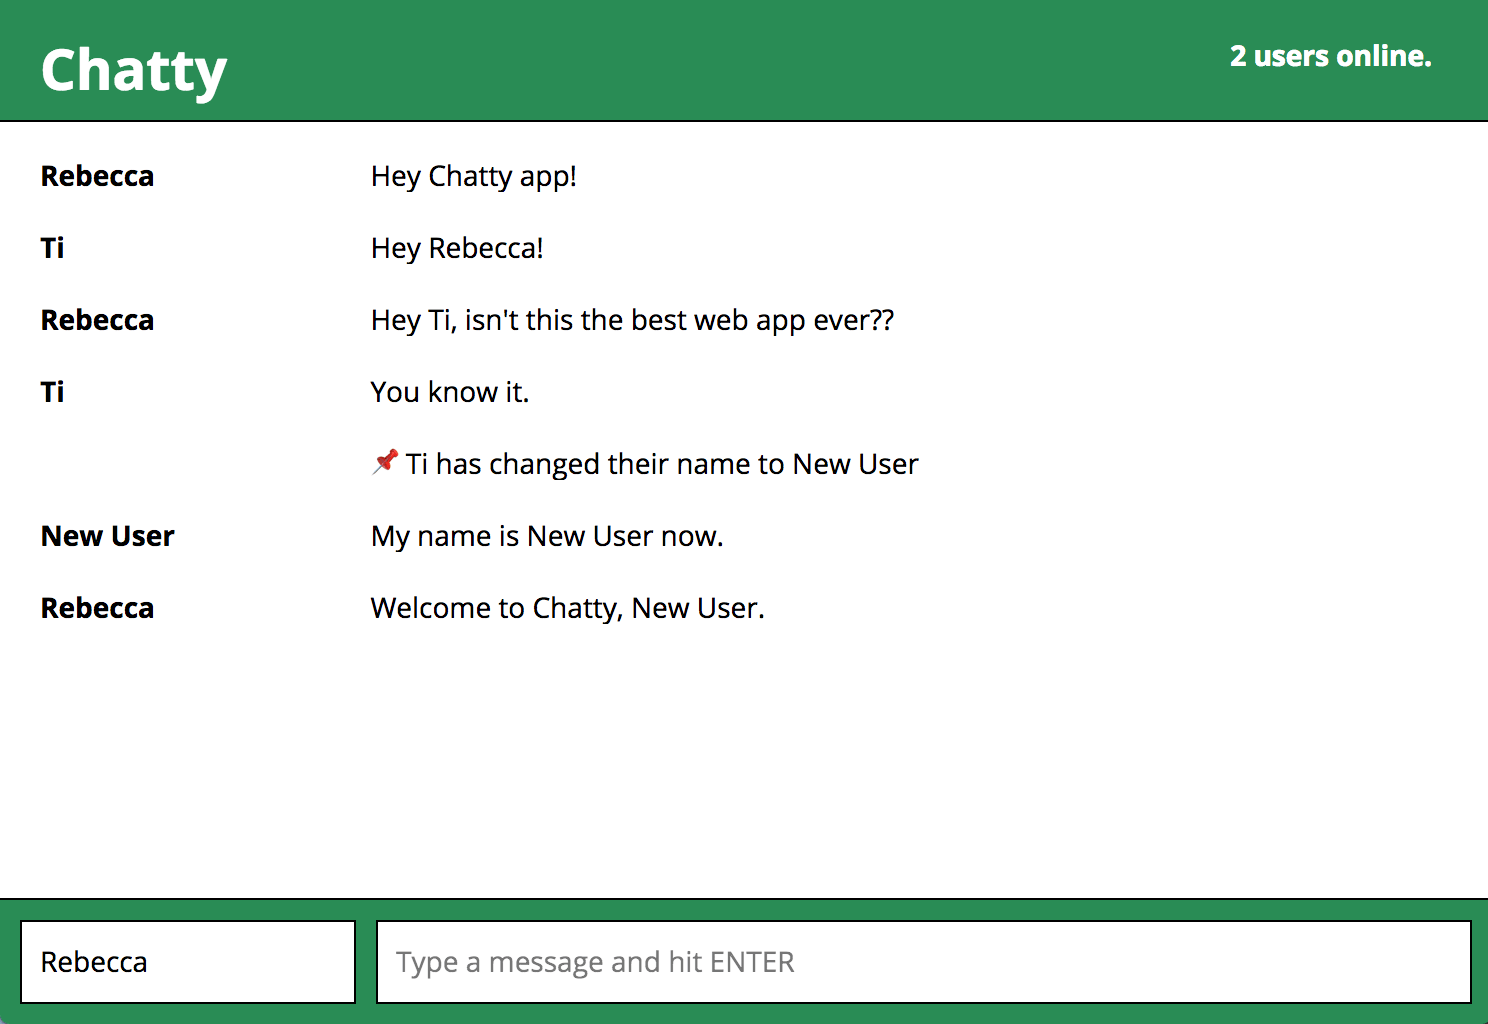 Chatty
2 users online.
Rebecca Hey Chatty app!
Ti Hey Rebecca!
Rebecca Hey Ti, isn't this the best web app ever??
Ti You know it.
📌 Ti has changed their name to New User
New User My name is New User now.
Rebecca Welcome to Chatty, New User.
Rebecca Type a message and hit ENTER